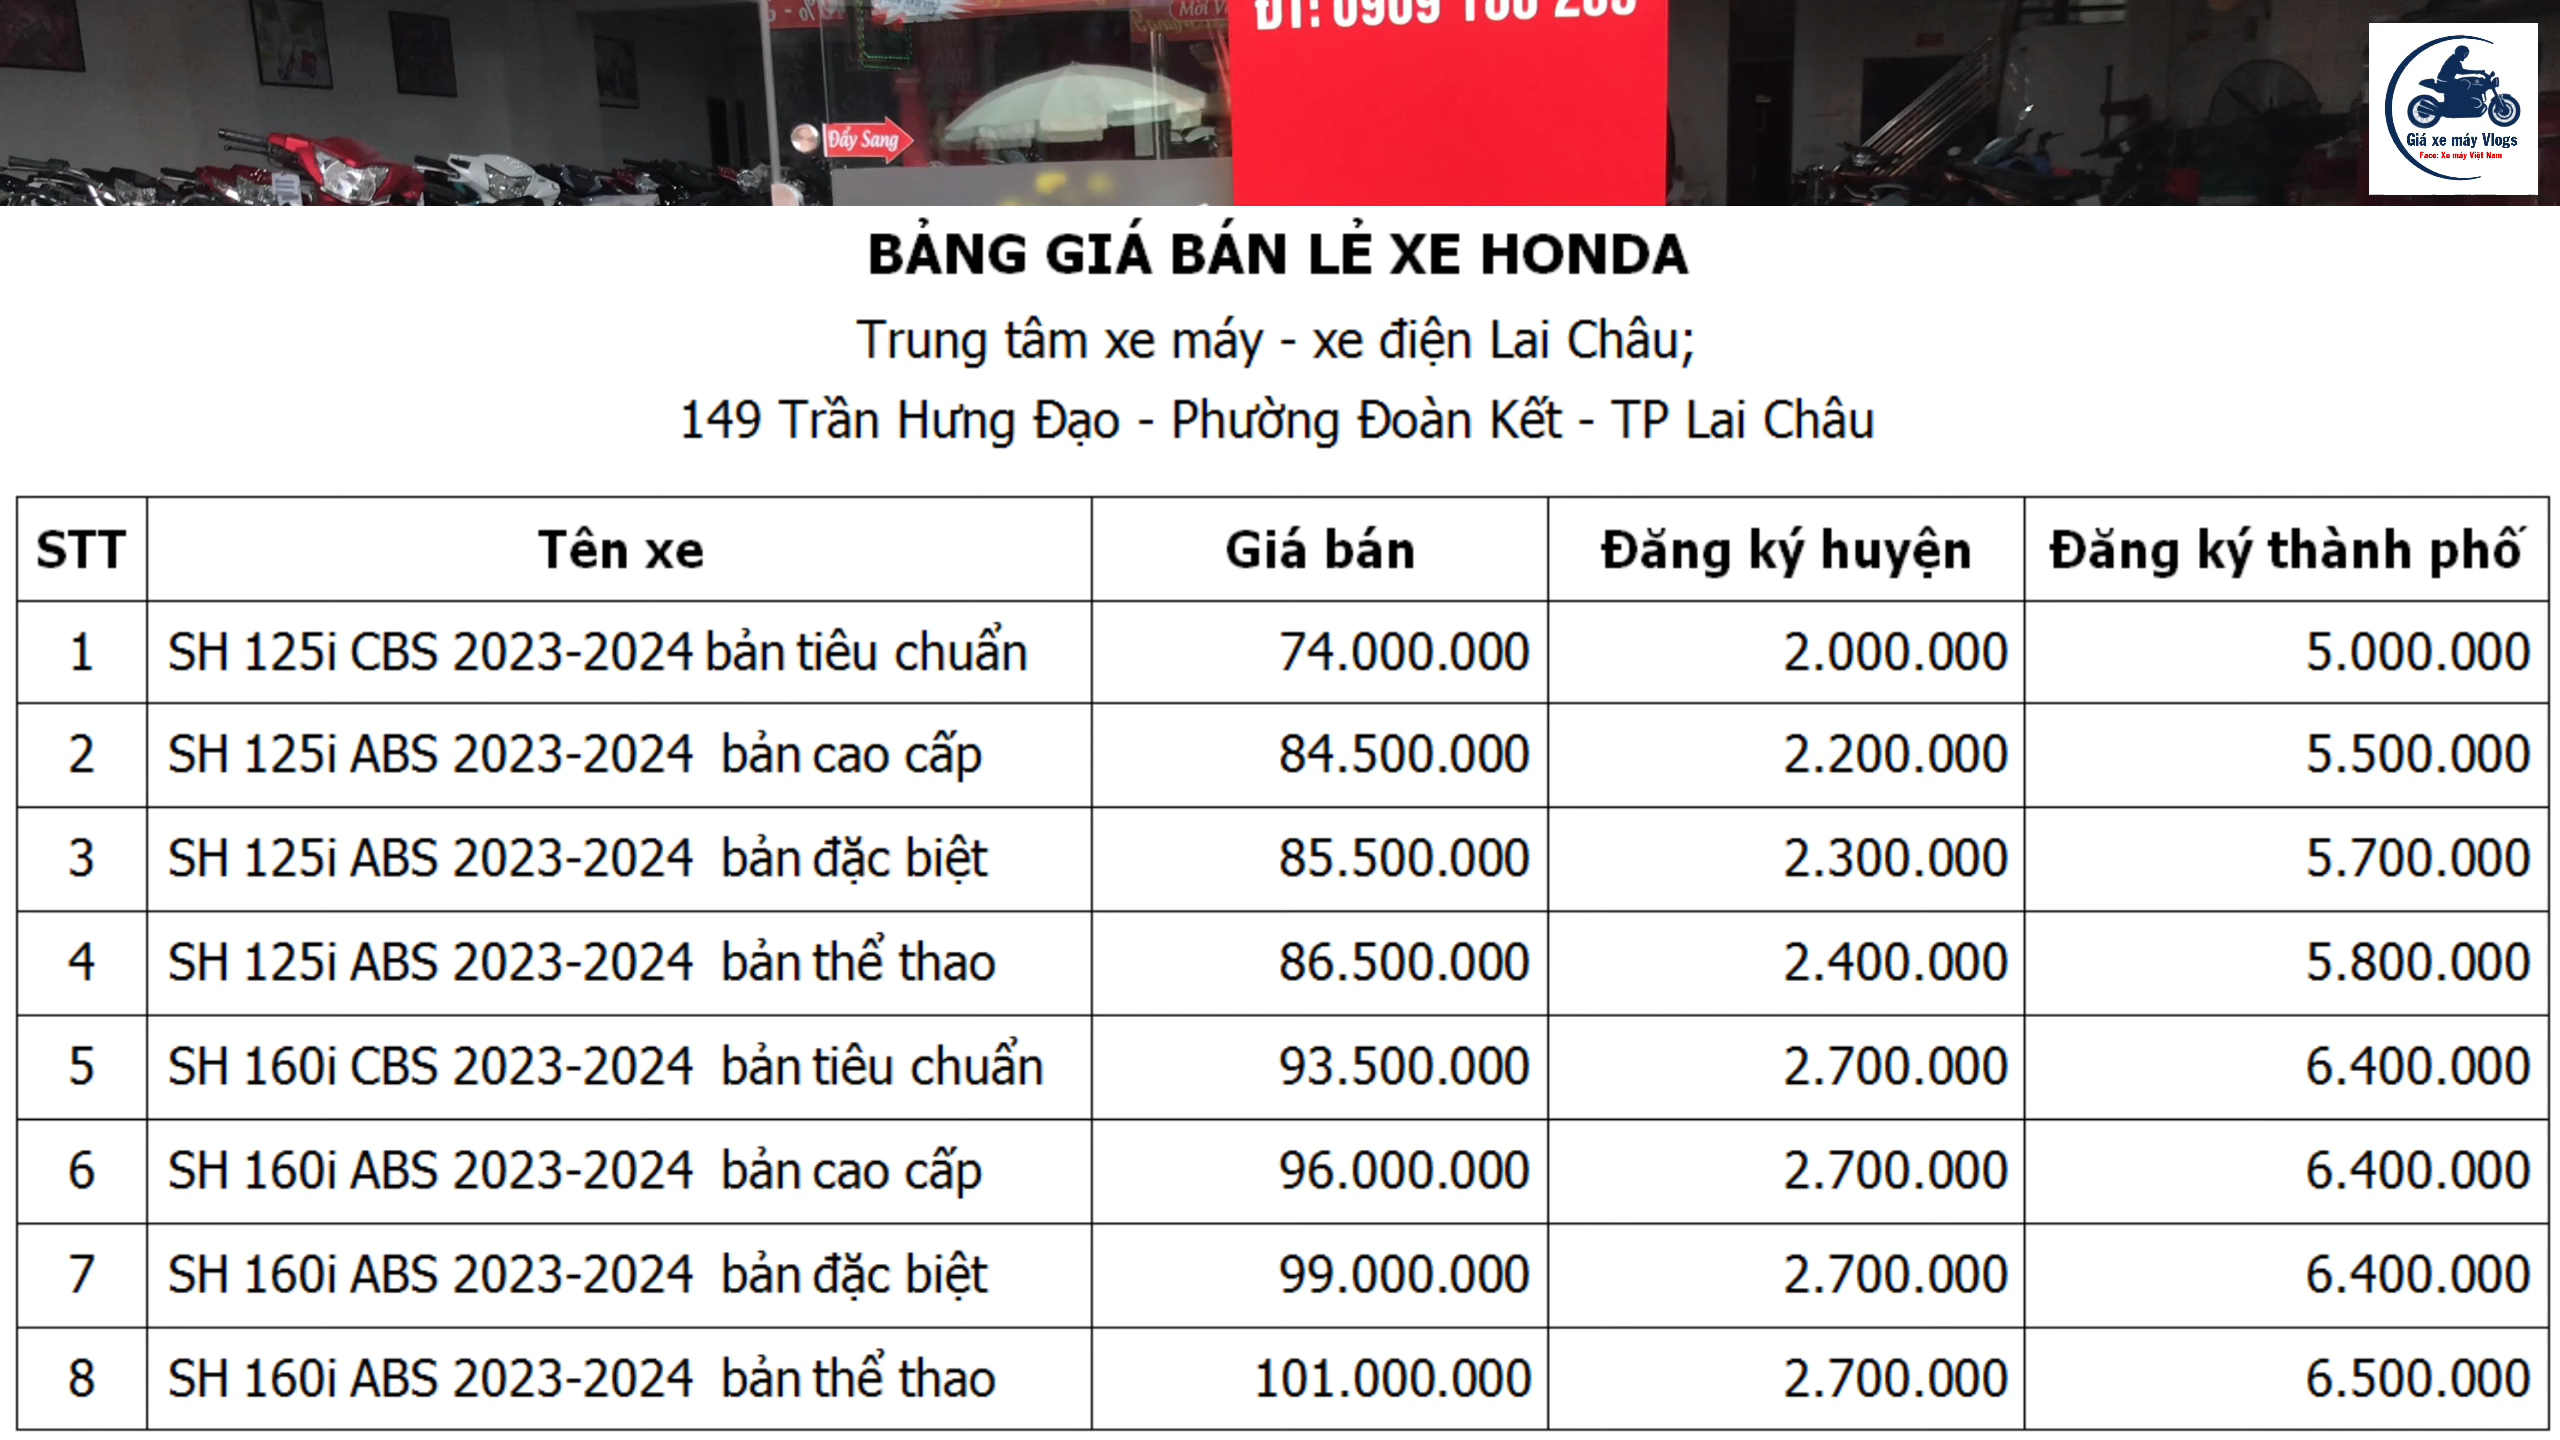 ĐT: 0909
Mời
Đẩy Sang
Giá xe máy Vlogs
Face: Xe máy Việt Nam
BẢNG GIÁ BÁN LẺ XE HONDA
Trung tâm xe máy - xe điện Lai Châu;
149 Trần Hưng Đạo - Phường Đoàn Kết - TP Lai Châu
STT Tên xe Giá bán Đăng ký huyện Đăng ký thành phố
1 SH 125i CBS 2023-2024 bản tiêu chuẩn 74.000.000 2.000.000 5.000.000
2 SH 125i ABS 2023-2024 bản cao cấp 84.500.000 2.200.000 5.500.000
3 SH 125i ABS 2023-2024 bản đặc biệt 85.500.000 2.300.000 5.700.000
4 SH 125i ABS 2023-2024 bản thể thao 86.500.000 2.400.000 5.800.000
5 SH 160i CBS 2023-2024 bản tiêu chuẩn 93.500.000 2.700.000 6.400.000
6 SH 160i ABS 2023-2024 bản cao cấp 96.000.000 2.700.000 6.400.000
7 SH 160i ABS 2023-2024 bản đặc biệt 99.000.000 2.700.000 6.400.000
8 SH 160i ABS 2023-2024 bản thể thao 101.000.000 2.700.000 6.500.000